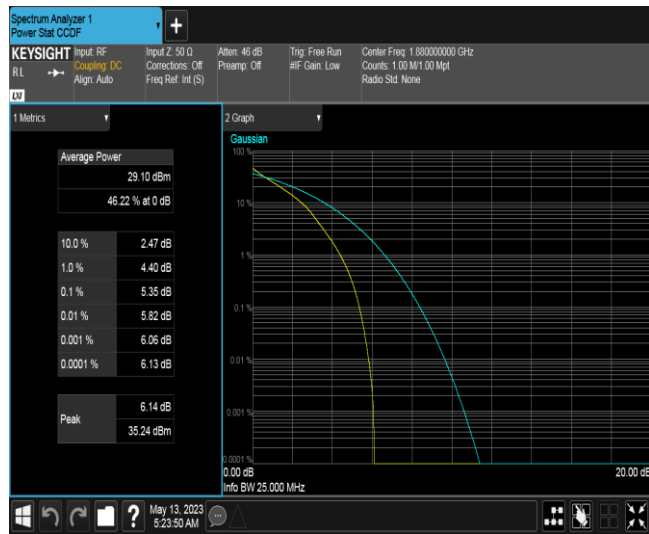 Spectrum Analyzer 1
Power Stat CCDF
+
KEYSIGHT
RL
LXI
Input: RF
Coupling: DC
Align: Auto
Input Z: 50 Ω
Corrections: Off
Freq Ref: Int (S)
Atten: 46 dB
Preamp: Off
Trig: Free Run
#IF Gain: Low
Center Freq: 1.880000000 GHz
Counts: 1.00 M/1.00 Mpt
Radio Std: None
1 Metrics
Average Power
29.10 dBm
46.22 % at 0 dB
10.0 % 2.47 dB
1.0 % 4.40 dB
0.1 % 5.35 dB
0.01 % 5.82 dB
0.001 % 6.06 dB
0.0001 % 6.13 dB
Peak
6.14 dB
35.24 dBm
2 Graph
Gaussian
100 %
10 %
1 %
0.1 %
0.01 %
0.001 %
0.0001 %
0.00 dB 20.00 dB
Info BW 25.000 MHz
?
May 13, 2023
5:23:50 AM